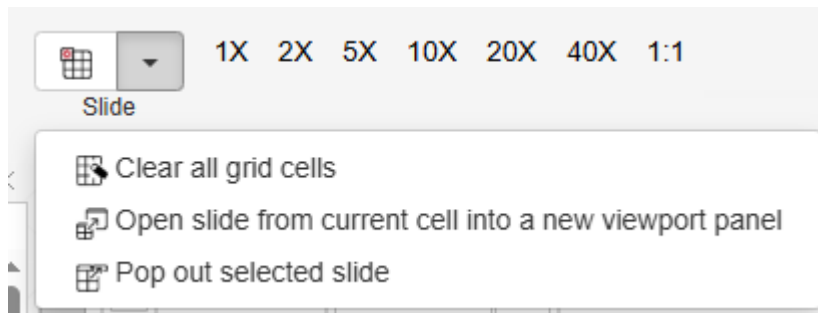 1X 2X 5X 10X 20X 40X 1:1
Slide
Clear all grid cells
Open slide from current cell into a new viewport panel
Pop out selected slide